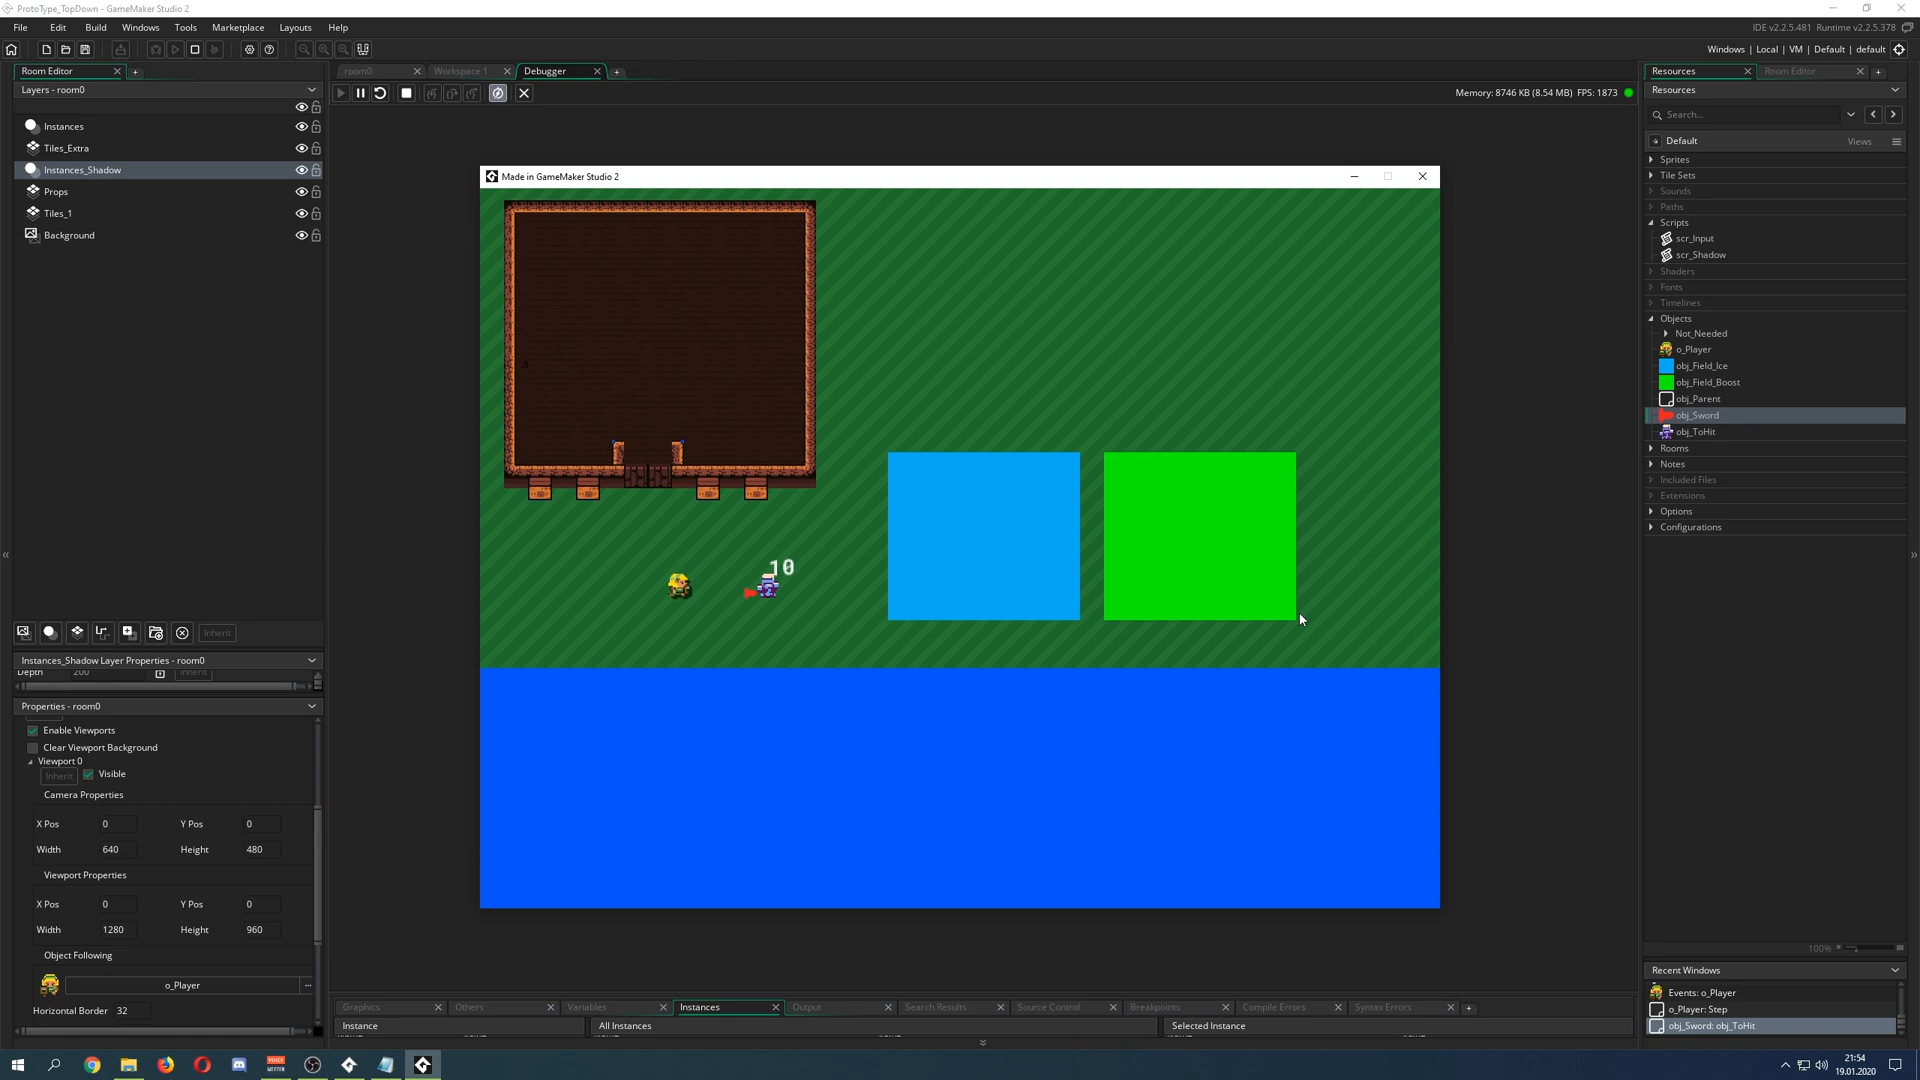 ProtoType_TopDown - GameMaker Studio 2
File Edit Build Windows Tools Marketplace Layouts Help
IDE v2.2.5.481 Runtime v2.2.5.378
Windows | Local | VM | Default | default
Room Editor
room0
Workspace 1
Debugger
Resources
Room Editor
Layers - room0
Resources
Memory: 8746 KB (8.54 MB) FPS: 1873
Search...
Instances
Default
Views
Tiles_Extra
Sprites
Instances_Shadow
Made in GameMaker Studio 2
Tile Sets
Props
Sounds
Tiles_1
Paths
Background
Scripts
scr_Input
scr_Shadow
Shaders
Fonts
Timelines
Objects
Not_Needed
o_Player
obj_Field_Ice
obj_Field_Boost
obj_Parent
obj_Sword
obj_ToHit
Rooms
Notes
Included Files
Extensions
Options
Configurations
10
Inherit
Instances_Shadow Layer Properties - room0
Depth 200 Inherit
Properties - room0
Enable Viewports
Clear Viewport Background
Viewport 0
Inherit Visible
Camera Properties
X Pos 0 Y Pos 0
Width 640 Height 480
Viewport Properties
X Pos 0 Y Pos 0
Width 1280 Height 960
Object Following
o_Player
...
Horizontal Border 32
100%
Recent Windows
Events: o_Player
o_Player: Step
obj_Sword: obj_ToHit
Graphics Others Variables Instances Output Search Results Source Control Breakpoints Compile Errors Syntax Errors
Instance All Instances Selected Instance
21:54
19.01.2020